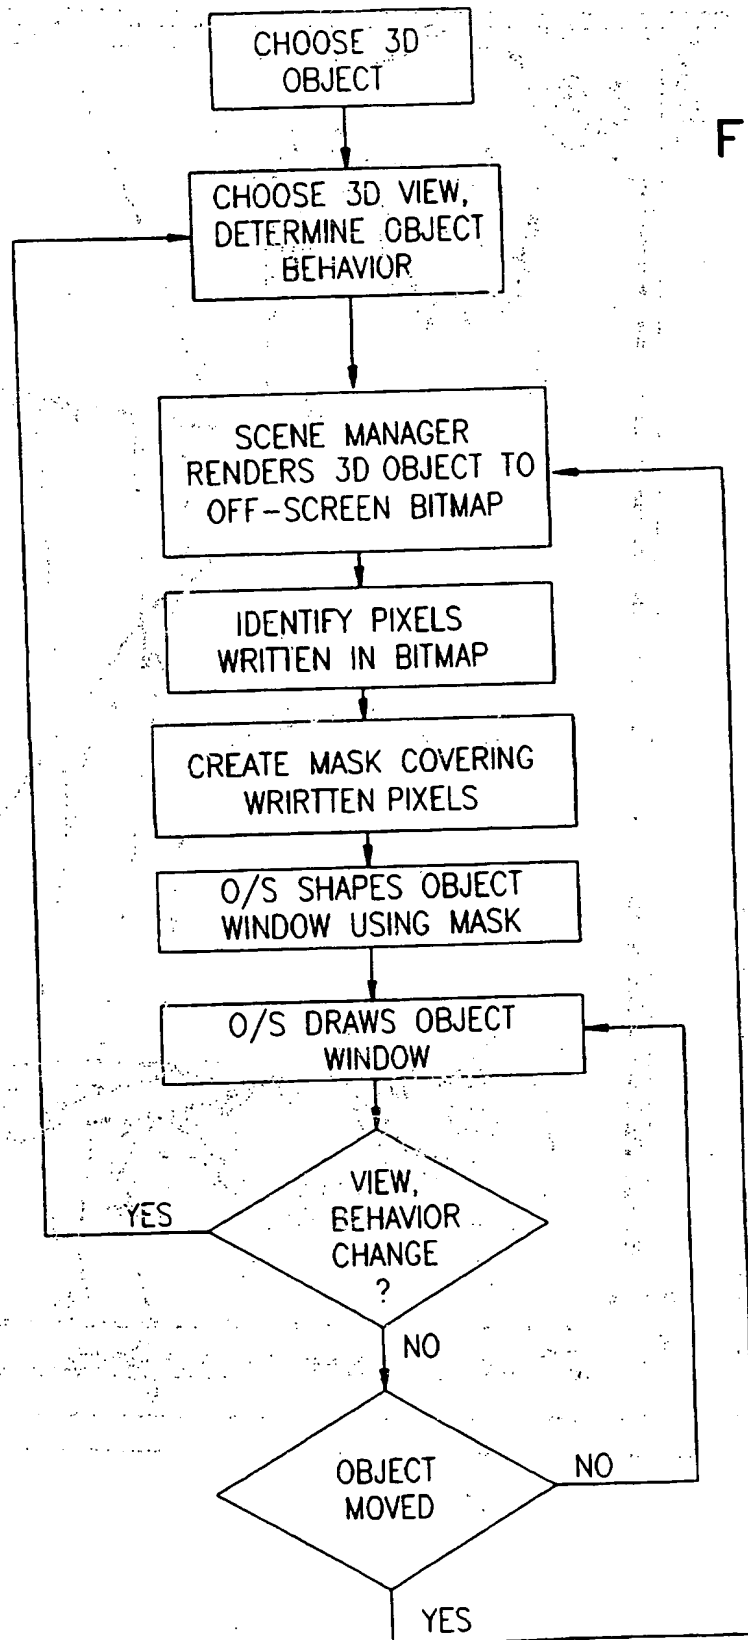 CHOOSE 3D
OBJECT
F
CHOOSE 3D VIEW,
DETERMINE OBJECT
BEHAVIOR
SCENE MANAGER
RENDERS 3D OBJECT TO
OFF-SCREEN BITMAP
IDENTIFY PIXELS
WRITTEN IN BITMAP
CREATE MASK COVERING
WRIRTTEN PIXELS
O/S SHAPES OBJECT
WINDOW USING MASK
O/S DRAWS OBJECT
WINDOW
VIEW,
BEHAVIOR
CHANGE
?
YES
NO
OBJECT
MOVED
NO
YES